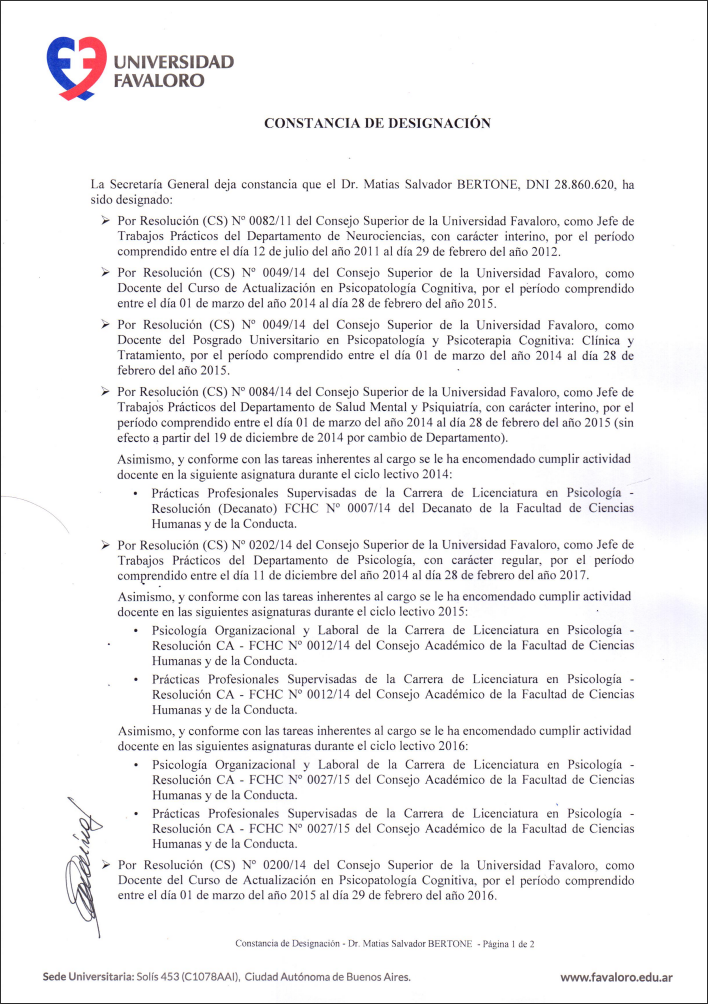 UNIVERSIDAD
FAVALORO
CONSTANCIA DE DESIGNACIÓN
La Secretaría General deja constancia que el Dr. Matias Salvador BERTONE, DNI 28.860.620, ha
sido designado:
➢ Por Resolución (CS) Nº 0082/11 del Consejo Superior de la Universidad Favaloro, como Jefe de
Trabajos Prácticos del Departamento de Neurociencias, con carácter interino, por el período
comprendido entre el día 12 de julio del año 2011 al día 29 de febrero del año 2012.
➢ Por Resolución (CS) Nº 0049/14 del Consejo Superior de la Universidad Favaloro, como
Docente del Curso de Actualización en Psicopatología Cognitiva, por el período comprendido
entre el día 01 de marzo del año 2014 al día 28 de febrero del año 2015.
➢ Por Resolución (CS) Nº 0049/14 del Consejo Superior de la Universidad Favaloro, como
Docente del Posgrado Universitario en Psicopatología y Psicoterapia Cognitiva: Clínica y
Tratamiento, por el período comprendido entre el día 01 de marzo del año 2014 al día 28 de
febrero del año 2015.
➢ Por Resolución (CS) Nº 0084/14 del Consejo Superior de la Universidad Favaloro, como Jefe de
Trabajos Prácticos del Departamento de Salud Mental y Psiquiatría, con carácter interino, por el
período comprendido entre el día 01 de marzo del año 2014 al día 28 de febrero del año 2015 (sin
efecto a partir del 19 de diciembre de 2014 por cambio de Departamento).
Asimismo, y conforme con las tareas inherentes al cargo se le ha encomendado cumplir actividad
docente en la siguiente asignatura durante el ciclo lectivo 2014:
• Prácticas Profesionales Supervisadas de la Carrera de Licenciatura en Psicología -
Resolución (Decanato) FCHC Nº 0007/14 del Decanato de la Facultad de Ciencias
Humanas y de la Conducta.
➢ Por Resolución (CS) Nº 0202/14 del Consejo Superior de la Universidad Favaloro, como Jefe de
Trabajos Prácticos del Departamento de Psicología, con carácter regular, por el período
comprendido entre el día 11 de diciembre del año 2014 al día 28 de febrero del año 2017.
Asimismo, y conforme con las tareas inherentes al cargo se le ha encomendado cumplir actividad
docente en las siguientes asignaturas durante el ciclo lectivo 2015:
• Psicología Organizacional y Laboral de la Carrera de Licenciatura en Psicología -
Resolución CA - FCHC Nº 0012/14 del Consejo Académico de la Facultad de Ciencias
Humanas y de la Conducta.
• Prácticas Profesionales Supervisadas de la Carrera de Licenciatura en Psicología -
Resolución CA - FCHC Nº 0012/14 del Consejo Académico de la Facultad de Ciencias
Humanas y de la Conducta.
Asimismo, y conforme con las tareas inherentes al cargo se le ha encomendado cumplir actividad
docente en las siguientes asignaturas durante el ciclo lectivo 2016:
• Psicología Organizacional y Laboral de la Carrera de Licenciatura en Psicología -
Resolución CA - FCHC Nº 0027/15 del Consejo Académico de la Facultad de Ciencias
Humanas y de la Conducta.
• Prácticas Profesionales Supervisadas de la Carrera de Licenciatura en Psicología -
Resolución CA - FCHC Nº 0027/15 del Consejo Académico de la Facultad de Ciencias
Humanas y de la Conducta.
➢ Por Resolución (CS) Nº 0200/14 del Consejo Superior de la Universidad Favaloro, como
Docente del Curso de Actualización en Psicopatología Cognitiva, por el período comprendido
entre el día 01 de marzo del año 2015 al día 29 de febrero del año 2016.
Constancia de Designación - Dr. Matias Salvador BERTONE - Página 1 de 2
Sede Universitaria: Solís 453 (C1078AAI), Ciudad Autónoma de Buenos Aires.
www.favaloro.edu.ar